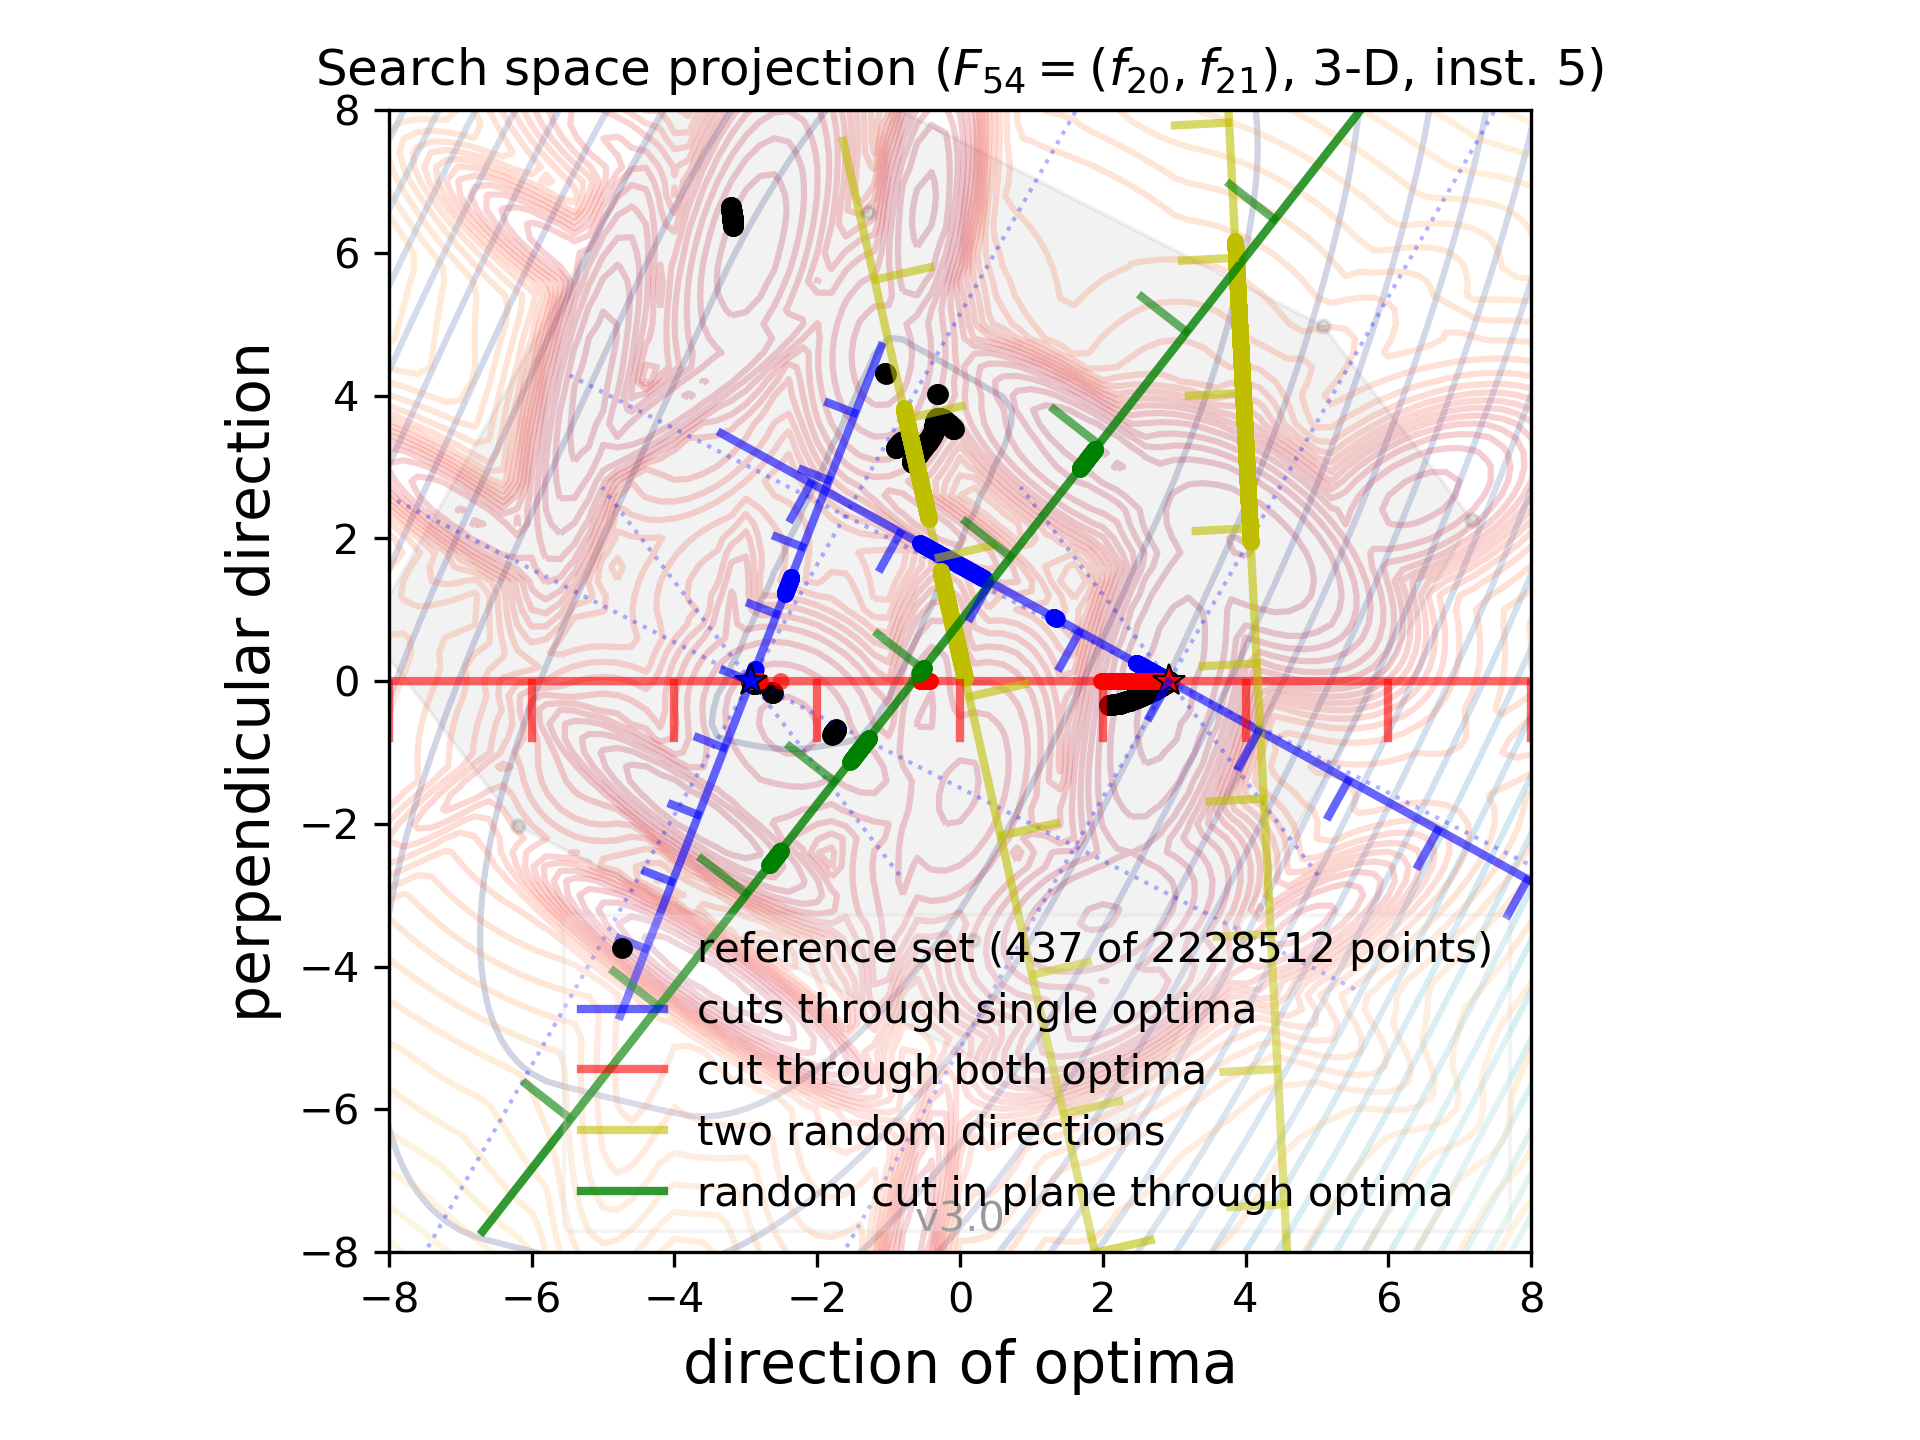 Search space projection (F54 = (f20, f21), 3-D, inst. 5)
perpendicular direction
8
6
4
2
0
−2
−4
−6
−8
reference set (437 of 2228512 points)
cuts through single optima
cut through both optima
two random directions
random cut in plane through optima
v3.0
−8 −6 −4 −2 0 2 4 6 8
direction of optima